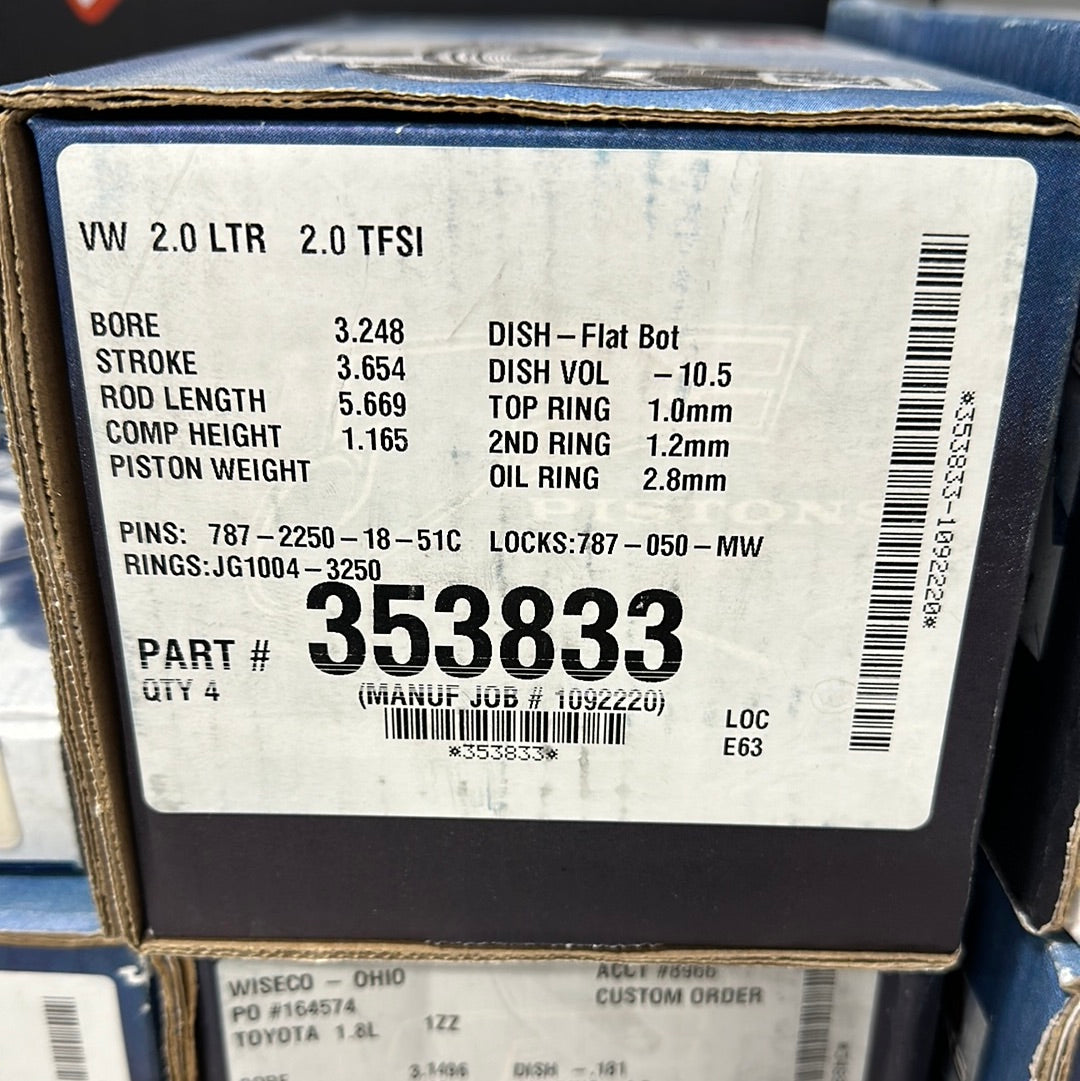 VW 2.0 LTR 2.0 TFSI
BORE 3.248 DISH – Flat Bot
STROKE 3.654 DISH VOL – 10.5
ROD LENGTH 5.669 TOP RING 1.0mm
COMP HEIGHT 1.165 2ND RING 1.2mm
PISTON WEIGHT OIL RING 2.8mm
PISTON
PINS: 787 – 2250 – 18 – 51C LOCKS:787 – 050 – MW
RINGS:JG1004 – 3250
PART # 353833
QTY 4 (MANUF JOB # 1092220)
*353833*
LOC
E63
*353833-1092220*
WISECO – OHIO ACCT #8966
PO #164574 CUSTOM ORDER
TOYOTA 1.8L 1ZZ
BORE 3.1486 DISH – .181